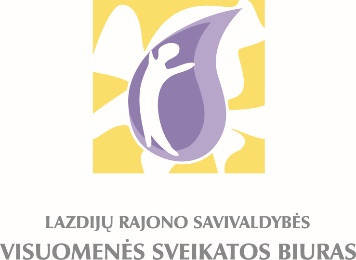 LAZDIJŲ RAJONO SAVIVALDYBĖS
VISUOMENĖS SVEIKATOS BIURAS